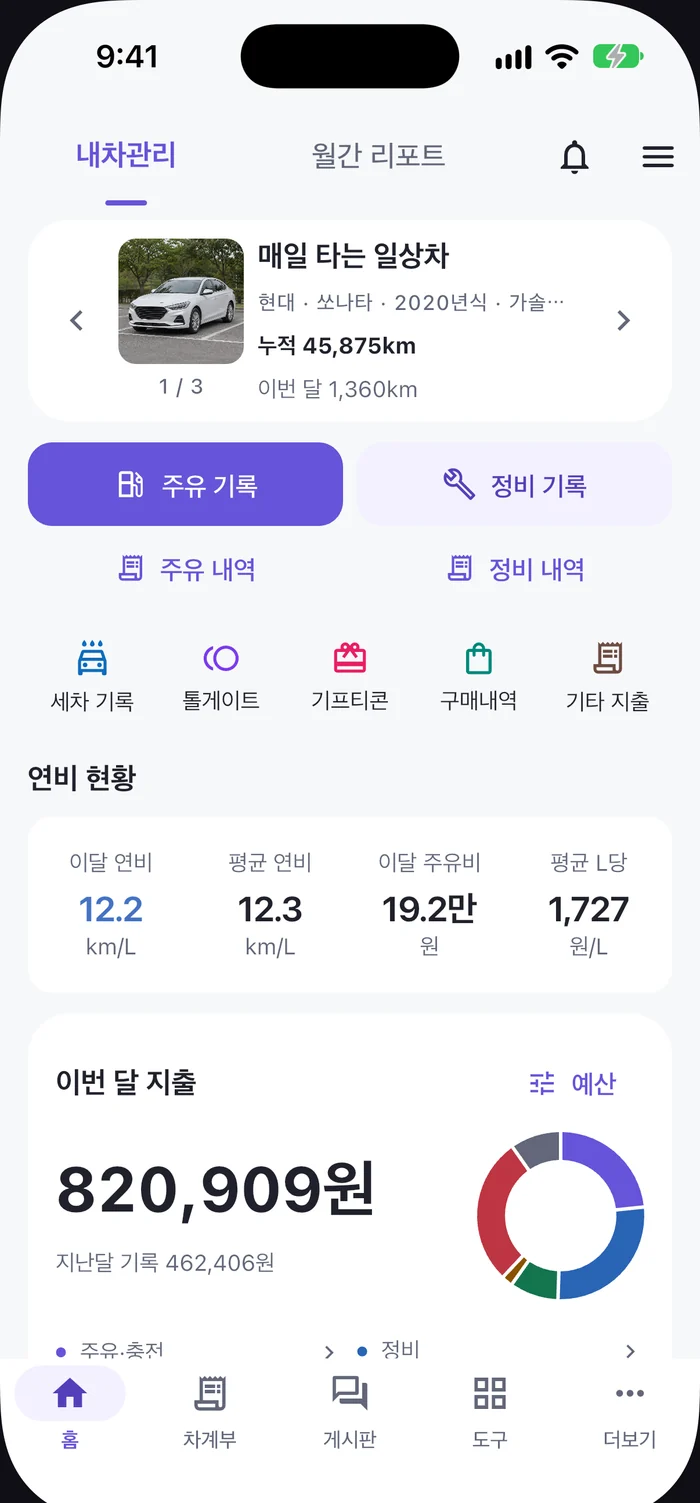 9:41
내차관리 월간 리포트
매일 타는 일상차
현대 · 쏘나타 · 2020년식 · 가솔…
누적 45,875km
1 / 3 이번 달 1,360km
주유 기록 정비 기록
주유 내역 정비 내역
세차 기록 톨게이트 기프티콘 구매내역 기타 지출
연비 현황
이달 연비 평균 연비 이달 주유비 평균 L당
12.2 12.3 19.2만 1,727
km/L km/L 원 원/L
이번 달 지출 예산
820,909원
지난달 기록 462,406원
주유·충전 정비
홈 차계부 게시판 도구 더보기